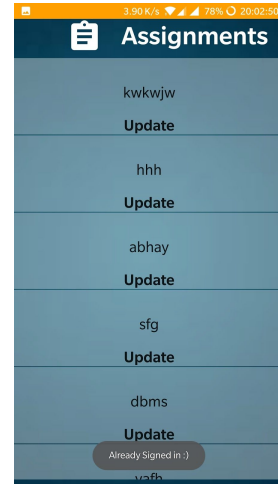 3.90 K/s 78% 20:02:50
Assignments
kwkwjw
Update
hhh
Update
abhay
Update
sfg
Update
dbms
Update
Already Signed in :)